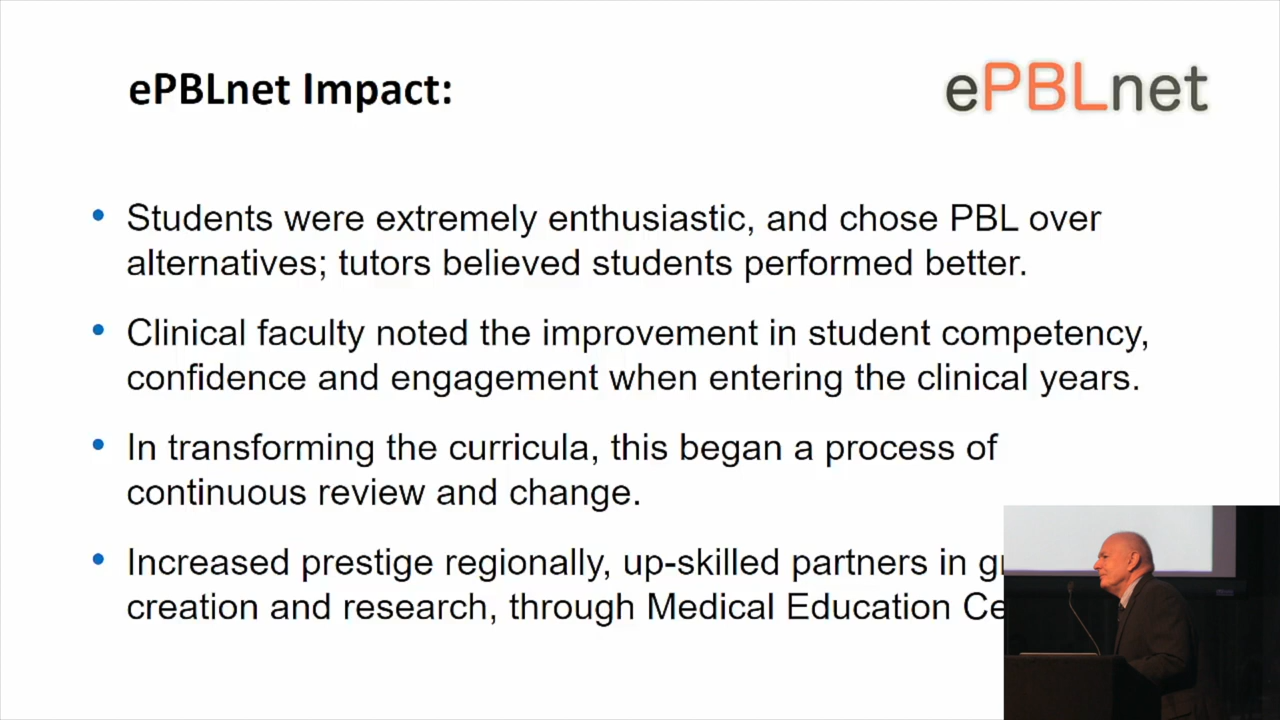 ePBLnet Impact:
ePBLnet
• Students were extremely enthusiastic, and chose PBL over
alternatives; tutors believed students performed better.
• Clinical faculty noted the improvement in student competency,
confidence and engagement when entering the clinical years.
• In transforming the curricula, this began a process of
continuous review and change.
• Increased prestige regionally, up-skilled partners in
creation and research, through Medical Education